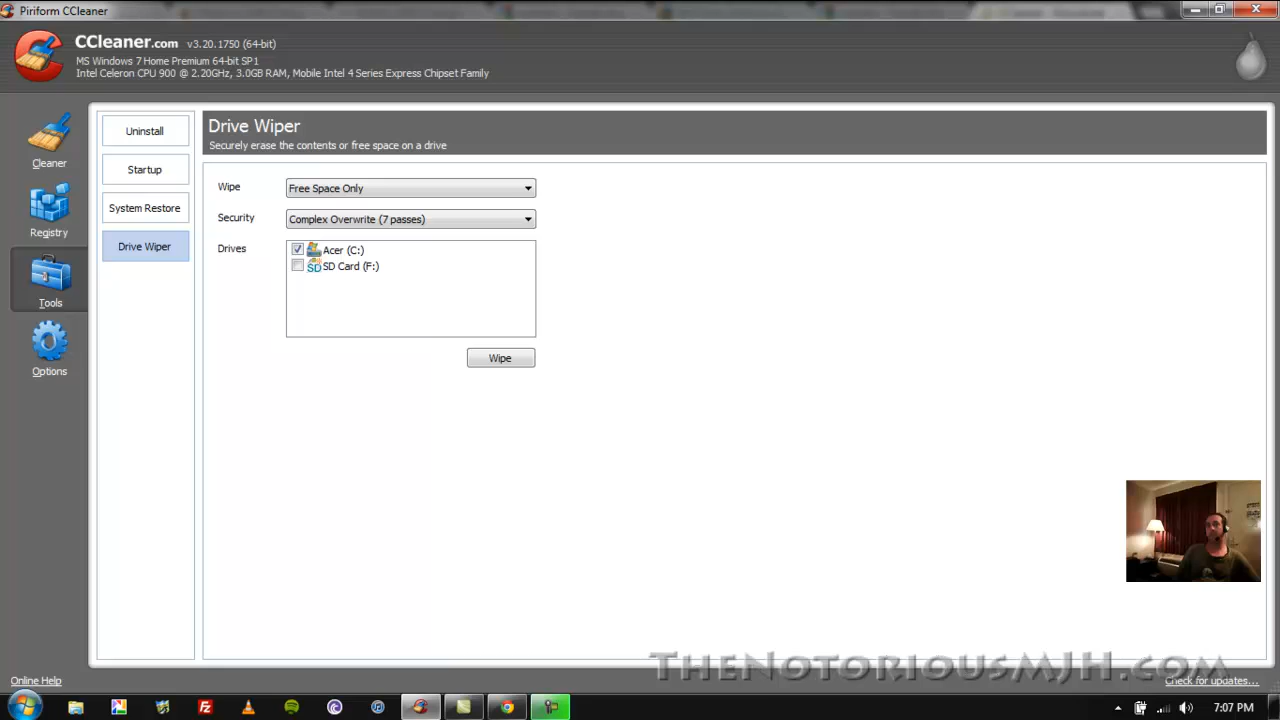 Piriform CCleaner
CCleaner.com v3.20.1750 (64-bit)
MS Windows 7 Home Premium 64-bit SP1
Intel Celeron CPU 900 @ 2.20GHz, 3.0GB RAM, Mobile Intel 4 Series Express Chipset Family
Cleaner
Registry
Tools
Options
Uninstall
Startup
System Restore
Drive Wiper
Drive Wiper
Securely erase the contents or free space on a drive
Wipe
Free Space Only
Security
Complex Overwrite (7 passes)
Drives
Acer (C:)
SD SD Card (F:)
Wipe
TheNotoriousMJH.com
Online Help
Check for updates...
7:07 PM